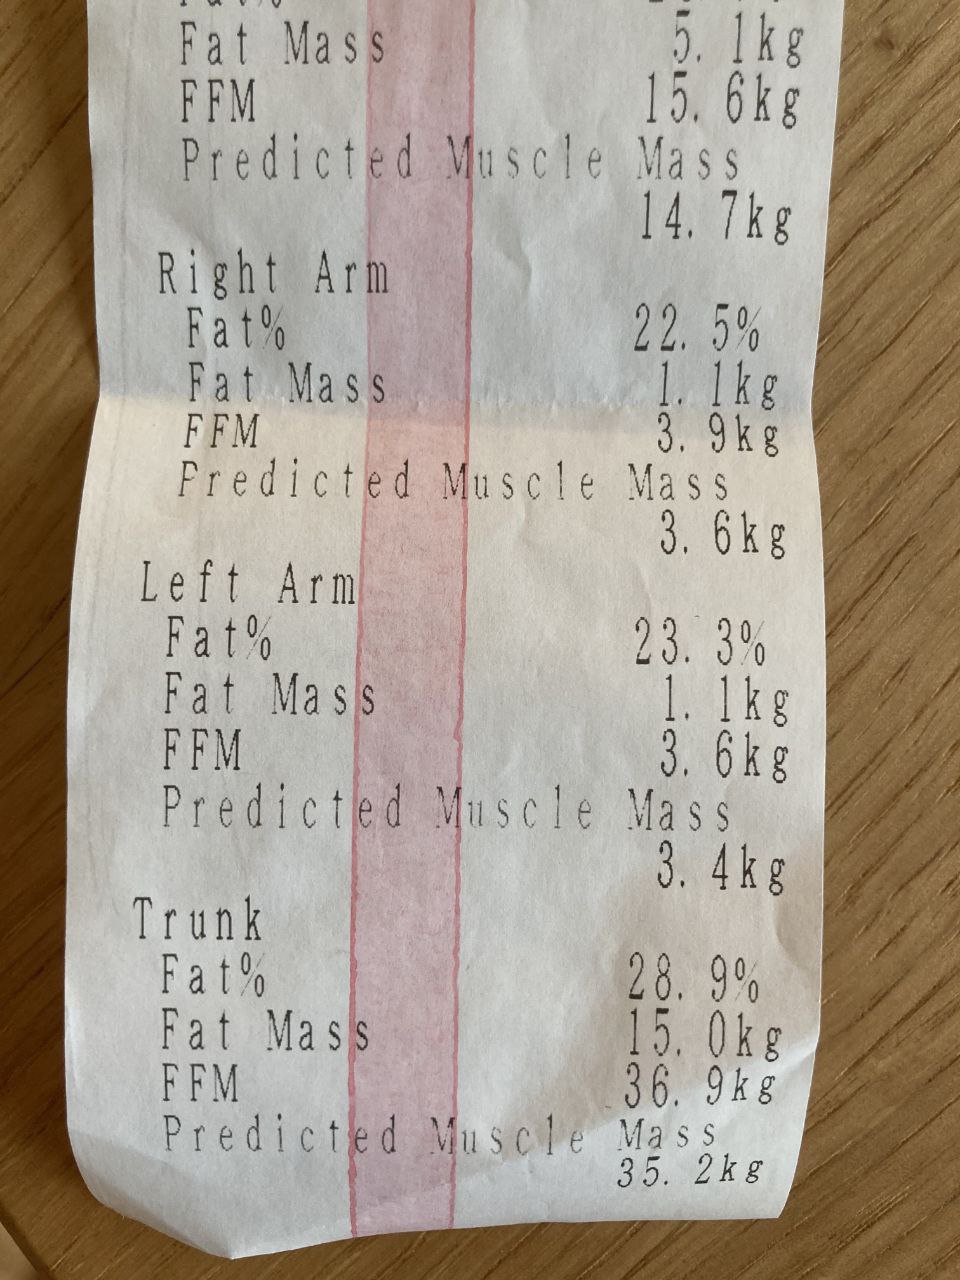 Fat Mass 5. 1kg
FFM 15. 6kg
Predicted Muscle Mass
14. 7kg
Right Arm
Fat% 22. 5%
Fat Mass 1. 1kg
FFM 3. 9kg
Predicted Muscle Mass
3. 6kg
Left Arm
Fat% 23. 3%
Fat Mass 1. 1kg
FFM 3. 6kg
Predicted Muscle Mass
3. 4kg
Trunk
Fat% 28. 9%
Fat Mass 15. 0kg
FFM 36. 9kg
Predicted Muscle Mass
35. 2kg